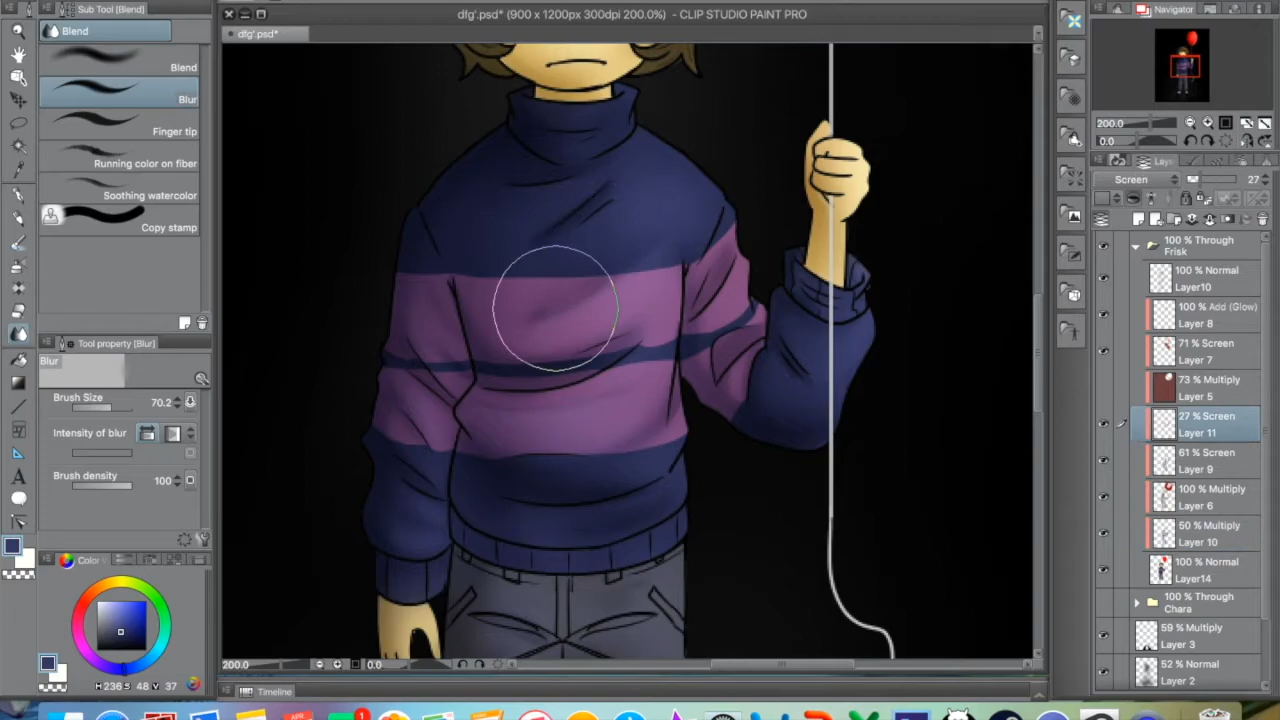 Sub Tool [Blend]
dfg'.psd* (900 x 1200px 300dpi 200.0%) - CLIP STUDIO PAINT PRO
Navigator
Blend
dfg'.psd*
Blend
Blur
Finger tip
Running color on fiber
Soothing watercolor
Copy stamp
200.0
0.0
Laye
Screen
27
100 % Through
Frisk
100 % Normal
Layer10
100 % Add (Glow)
Layer 8
71 % Screen
Layer 7
73 % Multiply
Layer 5
27 % Screen
Layer 11
61 % Screen
Layer 9
100 % Multiply
Layer 6
50 % Multiply
Layer 10
100 % Normal
Layer14
100 % Through
Chara
59 % Multiply
Layer 3
52 % Normal
Layer 2
Tool property [Blur]
Blur
Brush Size
70.2
Intensity of blur
Brush density
100
Color
H 236 S 48 V 37
200.0
0.0
Timeline
APR
1